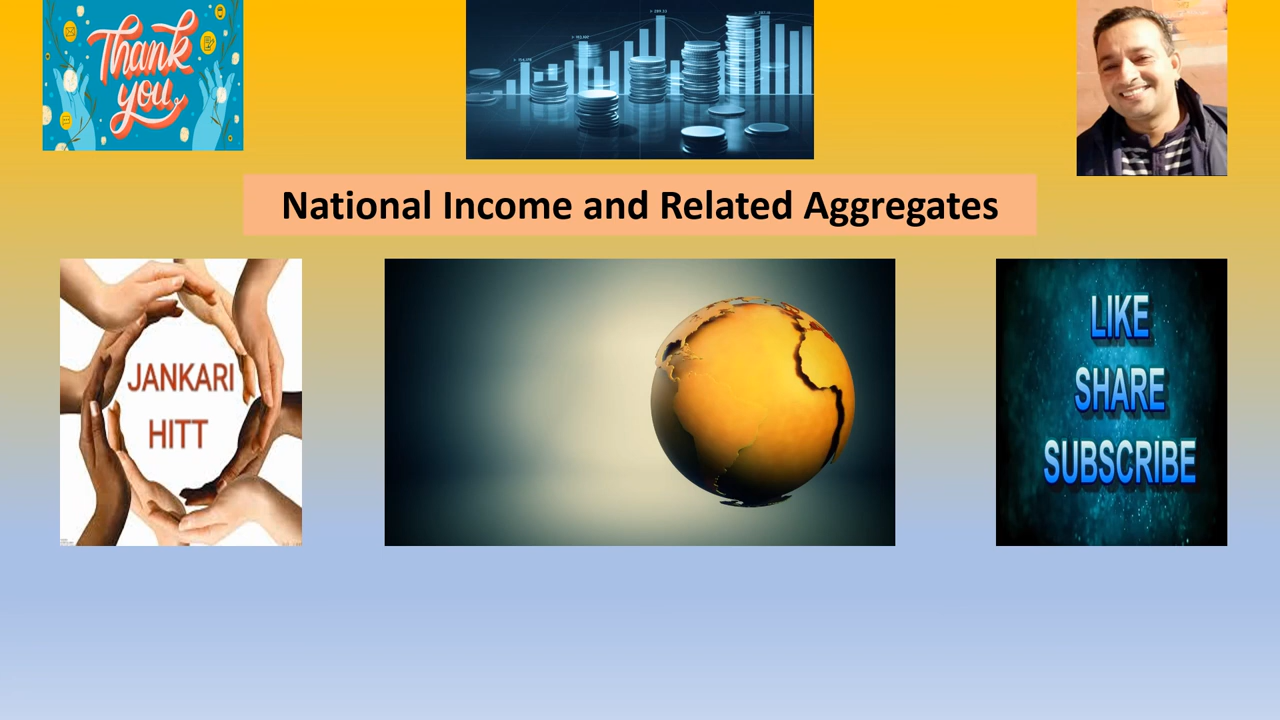 Thank
you
National Income and Related Aggregates
JANKARI
HITT
LIKE
SHARE
SUBSCRIBE